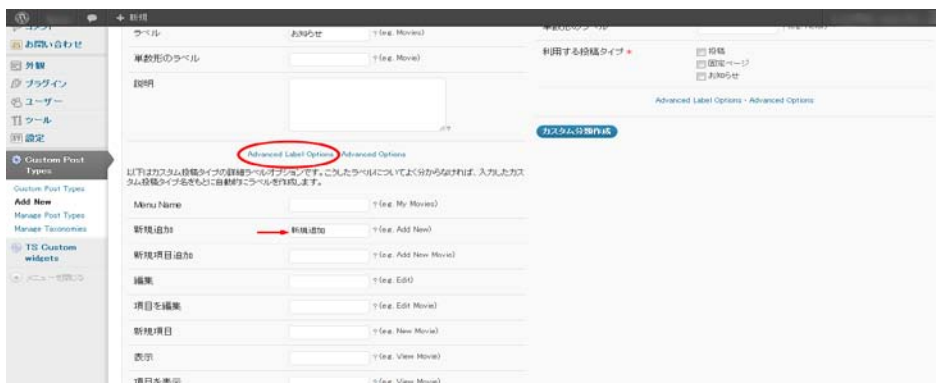 + 新規
お問い合わせ
外観
プラグイン
ユーザー
ツール
設定
Custom Post Types
Custom Post Types
Add New
Manage Post Types
Manage Taxonomies
TS Custom widgets
メニューを閉じる
ラベル お知らせ ? (e.g. Movies)
単数形のラベル ? (e.g. Movie)
説明
Advanced Label Options · Advanced Options
以下はカスタム投稿タイプの詳細ラベルオプションです。こうしたラベルについてよく分からなければ、入力したカス
タム投稿タイプ名をもとに自動的にラベルを作成します。
Menu Name ? (e.g. My Movies)
新規追加 新規追加 ? (e.g. Add New)
新規項目追加 ? (e.g. Add New Movie)
編集 ? (e.g. Edit)
項目を編集 ? (e.g. Edit Movie)
新規項目 ? (e.g. New Movie)
表示 ? (e.g. View Movie)
項目を表示 ? (e.g. View Movie)
利用する投稿タイプ *
投稿
固定ページ
お知らせ
Advanced Label Options · Advanced Options
カスタム分類作成